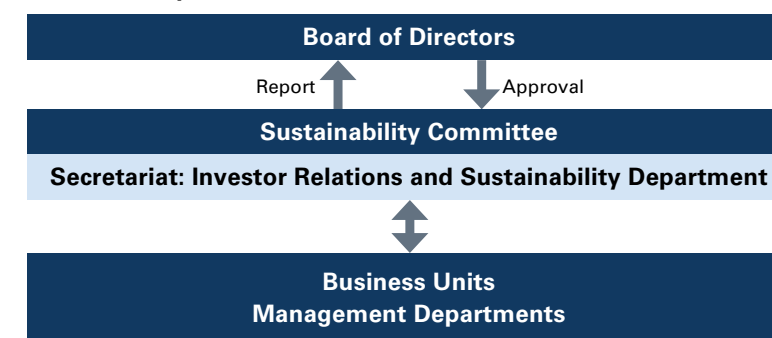 Board of Directors
Report
Approval
Sustainability Committee
Secretariat: Investor Relations and Sustainability Department
Business Units
Management Departments